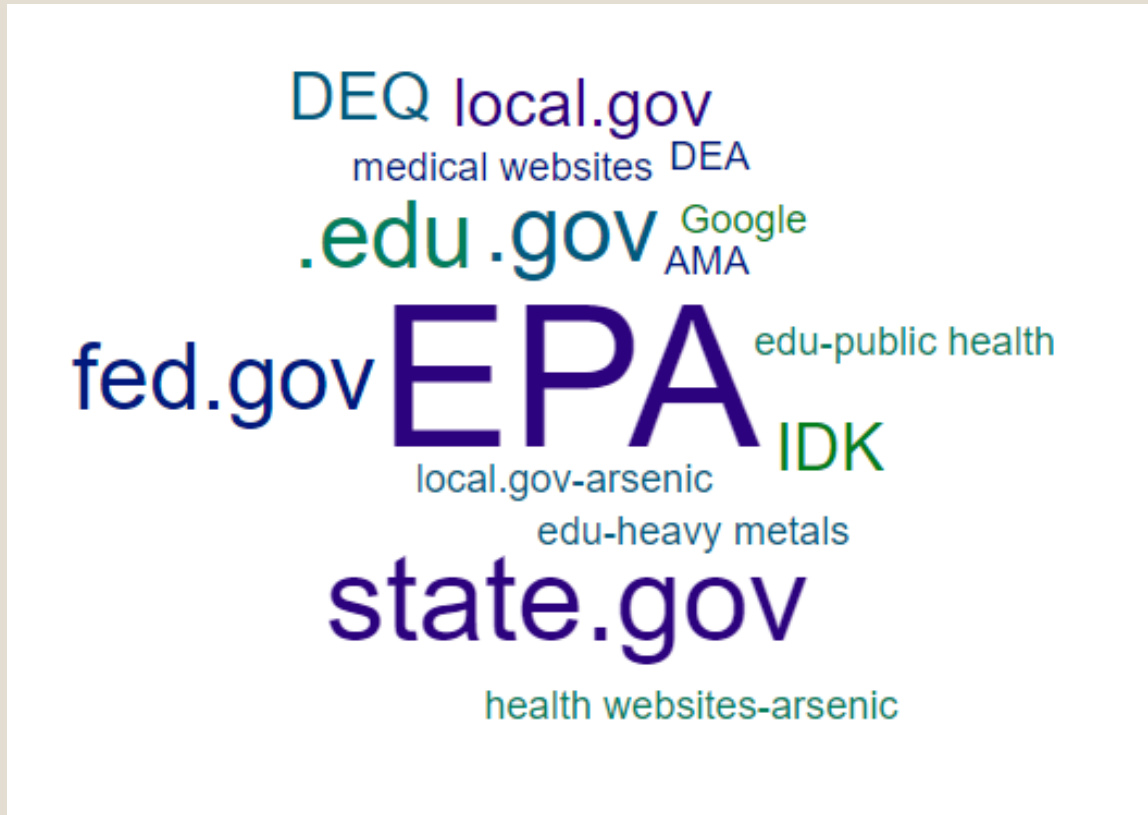 DEQ local.gov
medical websites DEA
.edu .gov Google
AMA
fed.gov EPA edu-public health
IDK
local.gov-arsenic
edu-heavy metals
state.gov
health websites-arsenic